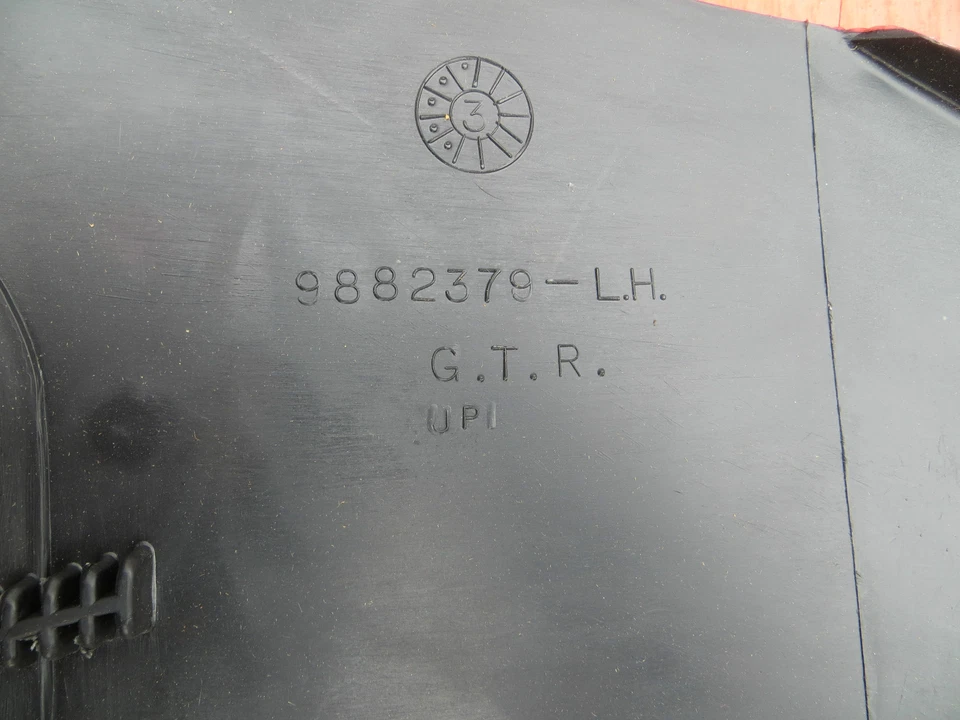 3
9882379-L.H.
G.T.R.
UPI